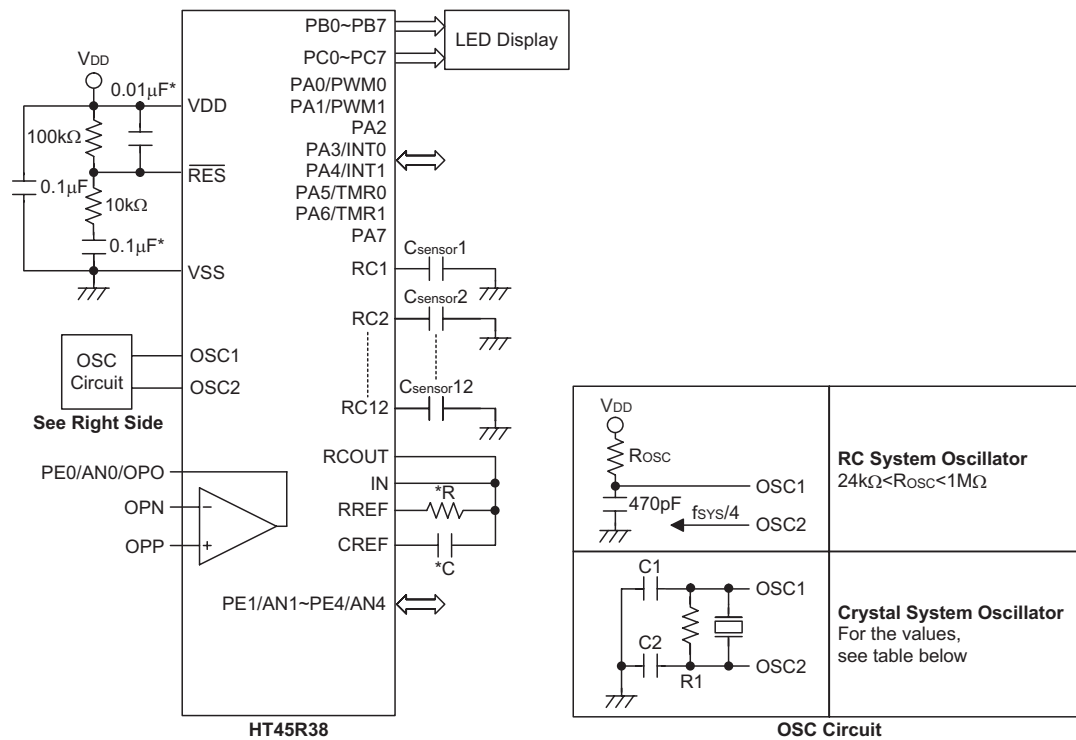 PB0~PB7
PC0~PC7
LED Display
VDD
0.01μF*
VDD
100kΩ
RES
0.1μF
10kΩ
0.1μF*
VSS
PA0/PWM0
PA1/PWM1
PA2
PA3/INT0
PA4/INT1
PA5/TMR0
PA6/TMR1
PA7
RC1
Csensor1
RC2
Csensor2
RC12
Csensor12
OSC
Circuit
OSC1
OSC2
See Right Side
RCOUT
IN
RREF
*R
CREF
*C
PE0/AN0/OPO
OPN
−
OPP
+
PE1/AN1~PE4/AN4
HT45R38
VDD
ROSC
470pF
OSC1
fSYS/4
OSC2
RC System Oscillator
24kΩ<ROSC<1MΩ
C1
OSC1
C2
R1
OSC2
Crystal System Oscillator
For the values,
see table below
OSC Circuit